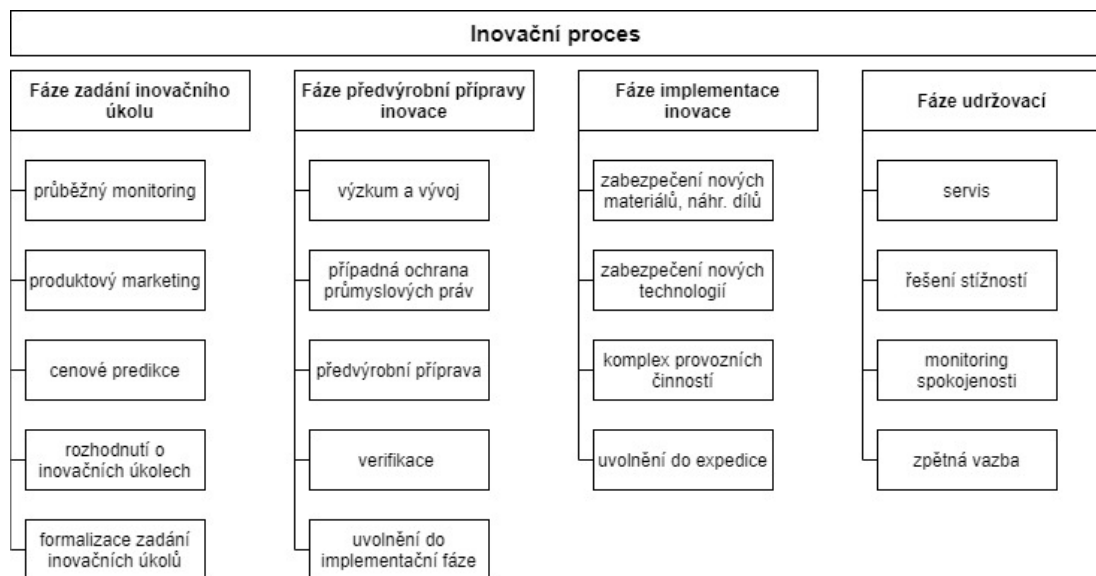 Inovační proces
Fáze zadání inovačního
úkolu
průběžný monitoring
produktový marketing
cenové predikce
rozhodnutí o
inovačních úkolech
formalizace zadání
inovačních úkolů
Fáze předvýrobní přípravy
inovace
výzkum a vývoj
případná ochrana
průmyslových práv
předvýrobní příprava
verifikace
uvolnění do
implementační fáze
Fáze implementace
inovace
zabezpečení nových
materiálů, náhr. dílů
zabezpečení nových
technologií
komplex provozních
činností
uvolnění do expedice
Fáze udržovací
servis
řešení stížností
monitoring
spokojenosti
zpětná vazba